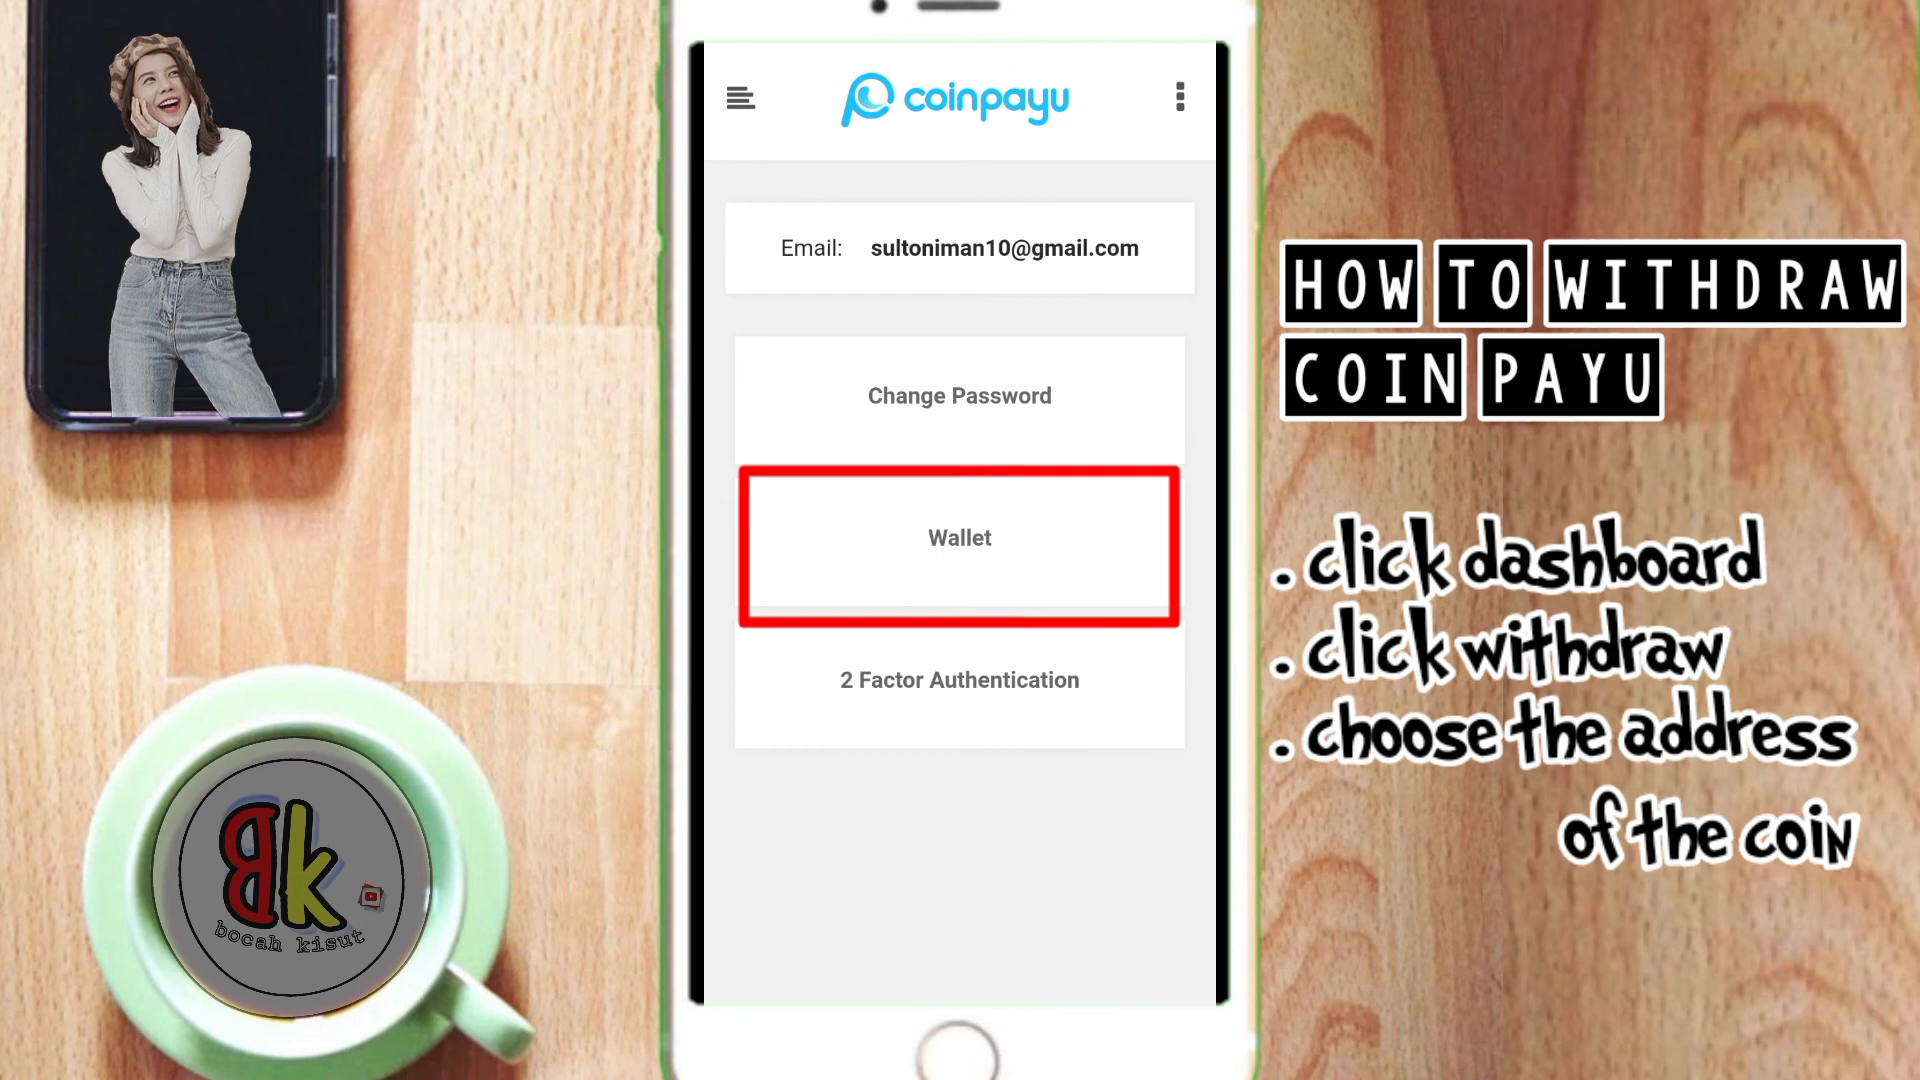 coinpayu
Email: sultoniman10@gmail.com
Change Password
Wallet
2 Factor Authentication
HOW TO WITHDRAW
COIN PAYU
. click dashboard
. click withdraw
. choose the address
of the coin
Bk
bocah kisut